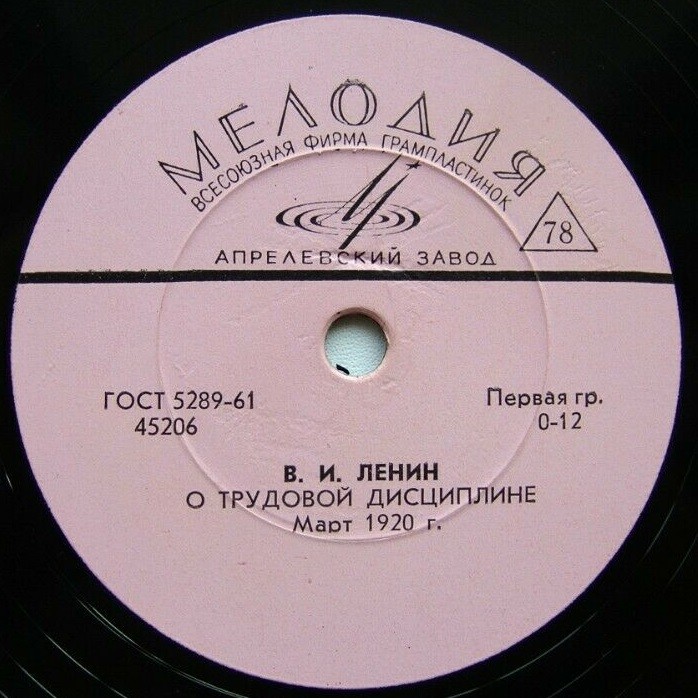 МЕЛОДИЯ
ВСЕСОЮЗНАЯ ФИРМА ГРАМПЛАСТИНОК
78
АПРЕЛЕВСКИЙ ЗАВОД
ГОСТ 5289-61
45206
Первая гр.
0-12
В. И. ЛЕНИН
О ТРУДОВОЙ ДИСЦИПЛИНЕ
Март 1920 г.